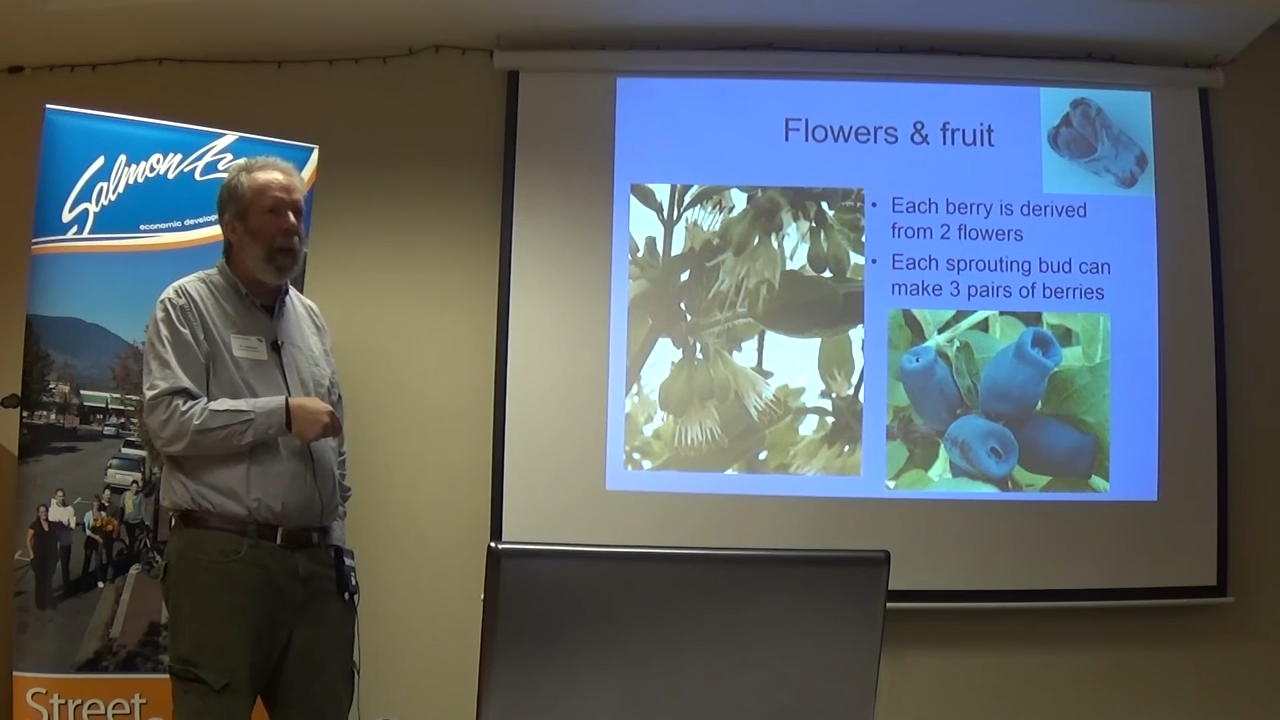 Salmon
economic develop
Street
Flowers & fruit
• Each berry is derived
from 2 flowers
• Each sprouting bud can
make 3 pairs of berries